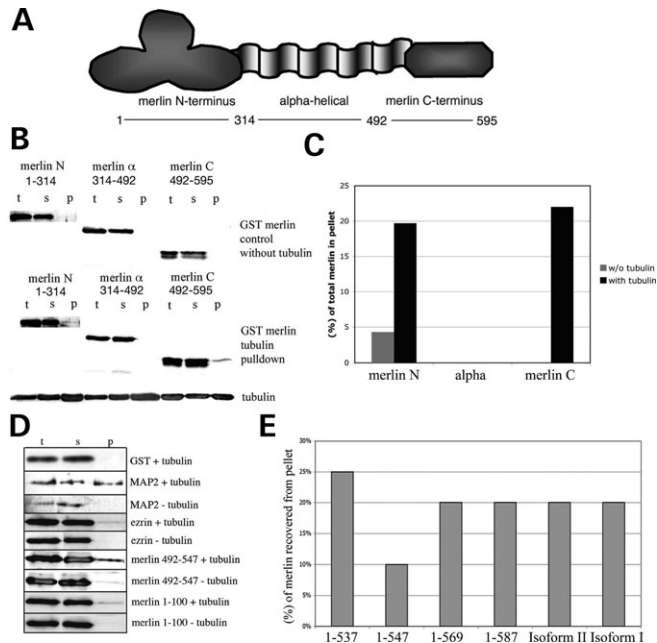 A
merlin N-terminus alpha-helical merlin C-terminus
1 314 492 595
B
merlin N
1-314
merlin α
314-492
merlin C
492-595
t s p t s p t s p
GST merlin
control
without tubulin
merlin N
1-314
merlin α
314-492
merlin C
492-595
t s p t s p t s p
GST merlin
tubulin
pulldown
tubulin
C
(%) of total merlin in pellet
25
20
15
10
5
0
merlin N alpha merlin C
w/o tubulin
with tubulin
D
t s p
GST + tubulin
MAP2 + tubulin
MAP2 - tubulin
ezrin + tubulin
ezrin - tubulin
merlin 492-547 + tubulin
merlin 492-547 - tubulin
merlin 1-100 + tubulin
merlin 1-100 - tubulin
E
(%) of merlin recovered from pellet
30%
25%
20%
15%
10%
5%
0%
1-537 1-547 1-569 1-587 Isoform II Isoform I